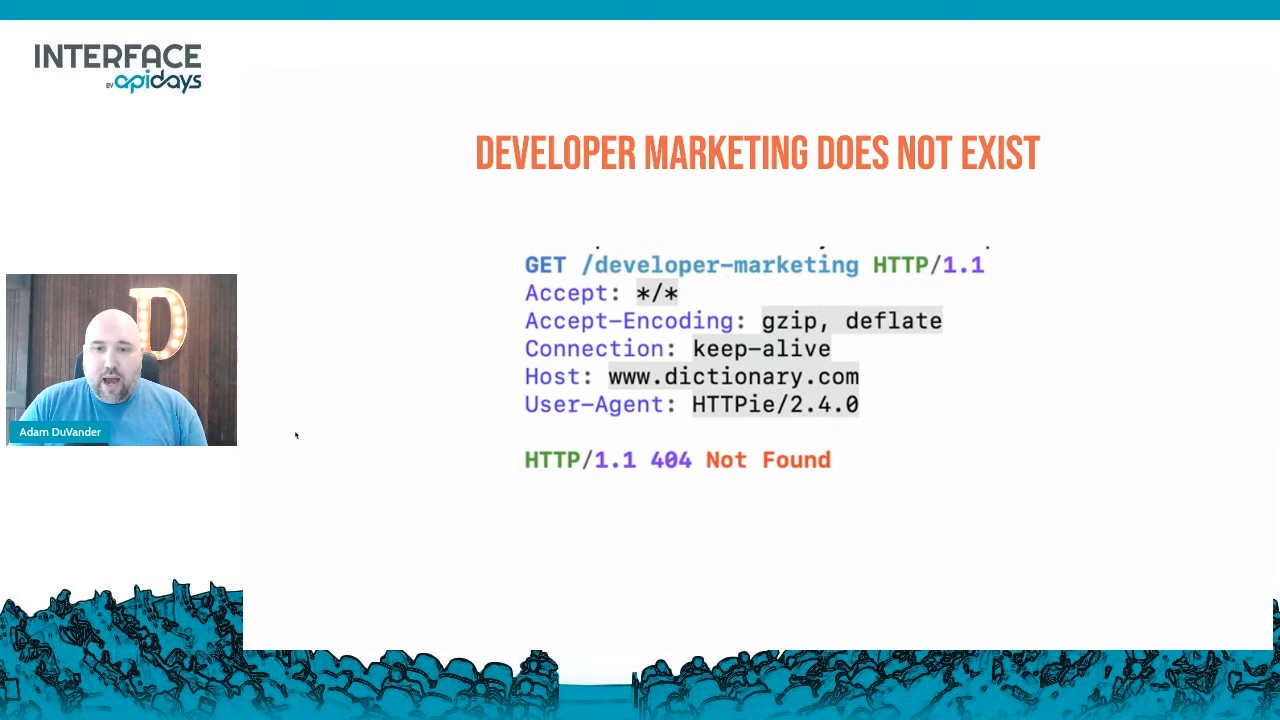 INTERFACE
BY apidays
DEVELOPER MARKETING DOES NOT EXIST
GET /developer-marketing HTTP/1.1
Accept: */*
Accept-Encoding: gzip, deflate
Connection: keep-alive
Host: www.dictionary.com
User-Agent: HTTPie/2.4.0
HTTP/1.1 404 Not Found
D
Adam DuVander